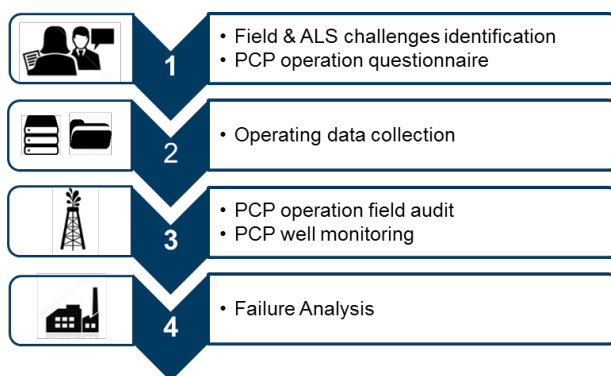 1
• Field & ALS challenges identification
• PCP operation questionnaire
2
• Operating data collection
3
• PCP operation field audit
• PCP well monitoring
4
• Failure Analysis